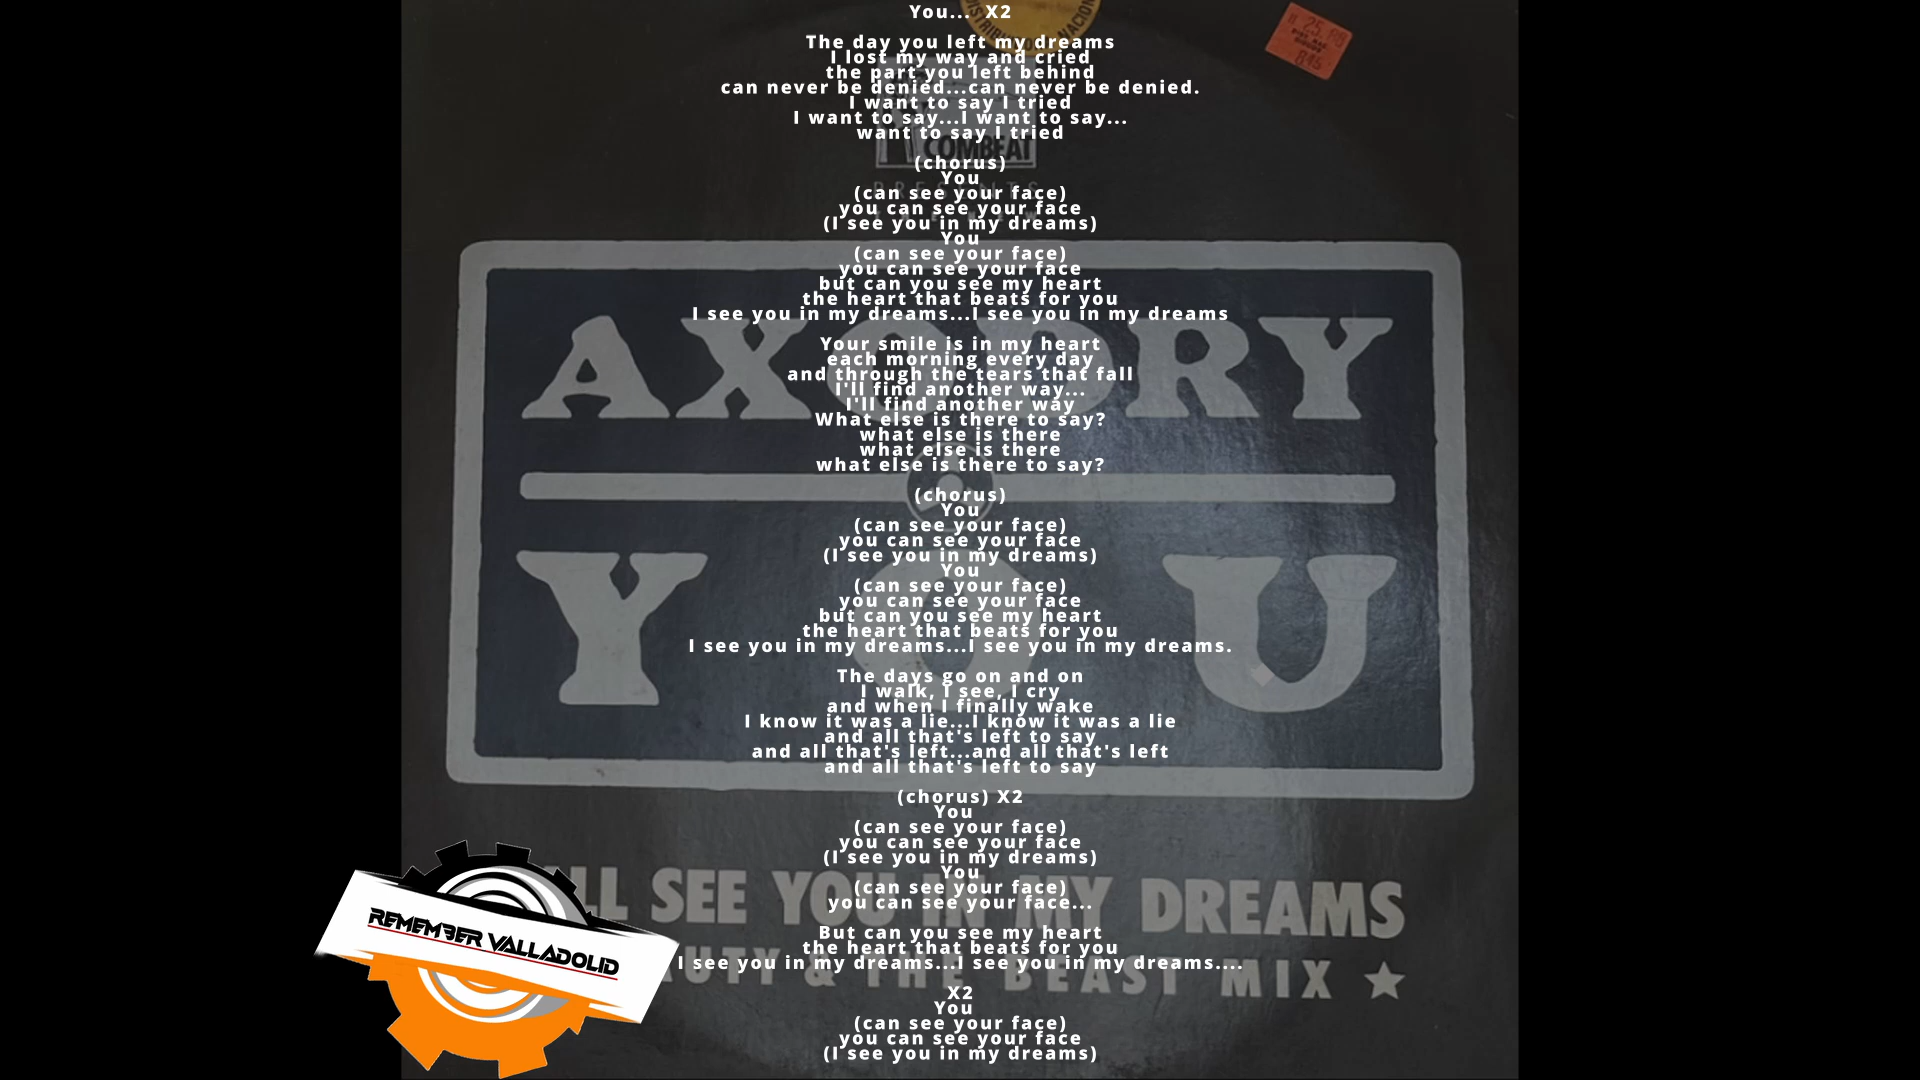 You... X2
The day you left my dreams
I lost my way and cried
the part you left behind
can never be denied...can never be denied.
I want to say I tried
I want to say...I want to say...
want to say I tried
(chorus)
You
(can see your face)
you can see your face
(I see you in my dreams)
You
(can see your face)
you can see your face
but can you see my heart
the heart that beats for you
I see you in my dreams...I see you in my dreams
Your smile is in my heart
each morning every day
and through the tears that fall
I'll find another way...
I'll find another way
What else is there to say?
what else is there
what else is there
what else is there to say?
(chorus)
You
(can see your face)
you can see your face
(I see you in my dreams)
You
(can see your face)
you can see your face
but can you see my heart
the heart that beats for you
I see you in my dreams...I see you in my dreams.
The days go on and on
I walk, I see, I cry
and when I finally wake
I know it was a lie...I know it was a lie
and all that's left to say
and all that's left...and all that's left
and all that's left to say
(chorus) X2
You
(can see your face)
you can see your face
(I see you in my dreams)
You
(can see your face)
you can see your face...
But can you see my heart
the heart that beats for you
I see you in my dreams...I see you in my dreams....
X2
You
(can see your face)
you can see your face
(I see you in my dreams)
COMBEAT
PRESENTS
AXODRY
YOU
SEE YOU IN MY DREAMS
& THE BEAST MIX
REMEMBER VALLADOLID